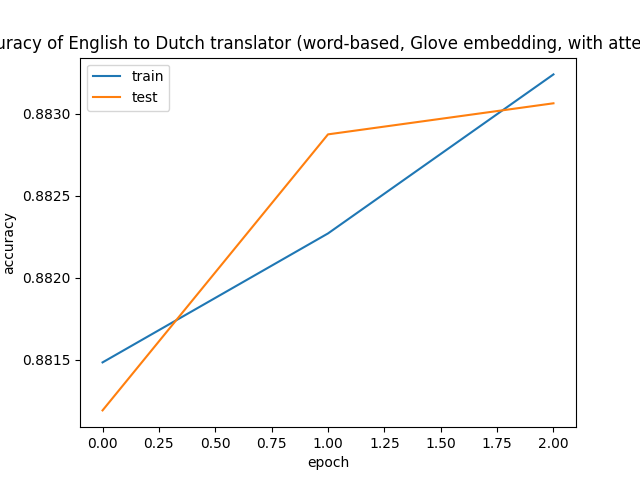 uracy of English to Dutch translator (word-based, Glove embedding, with atte
train
test
0.8830
0.8825
0.8820
0.8815
accuracy
0.00 0.25 0.50 0.75 1.00 1.25 1.50 1.75 2.00
epoch